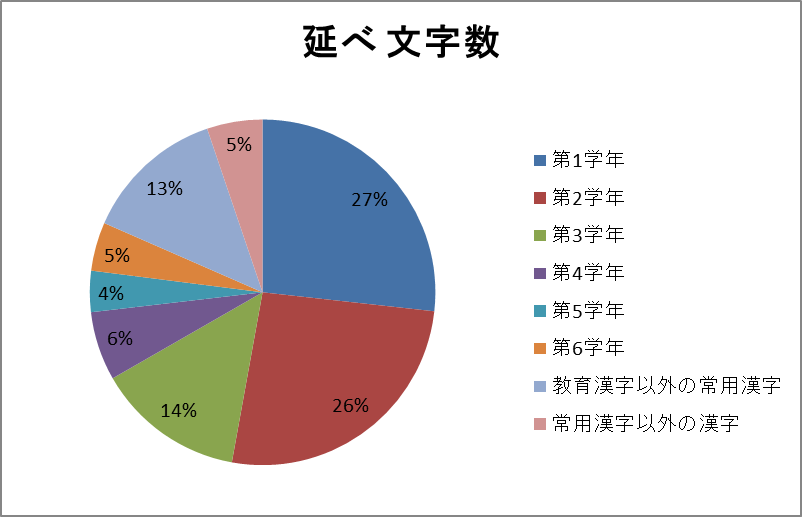 延べ 文字数
27%
26%
14%
6%
4%
5%
13%
5%
第1学年
第2学年
第3学年
第4学年
第5学年
第6学年
教育漢字以外の常用漢字
常用漢字以外の漢字